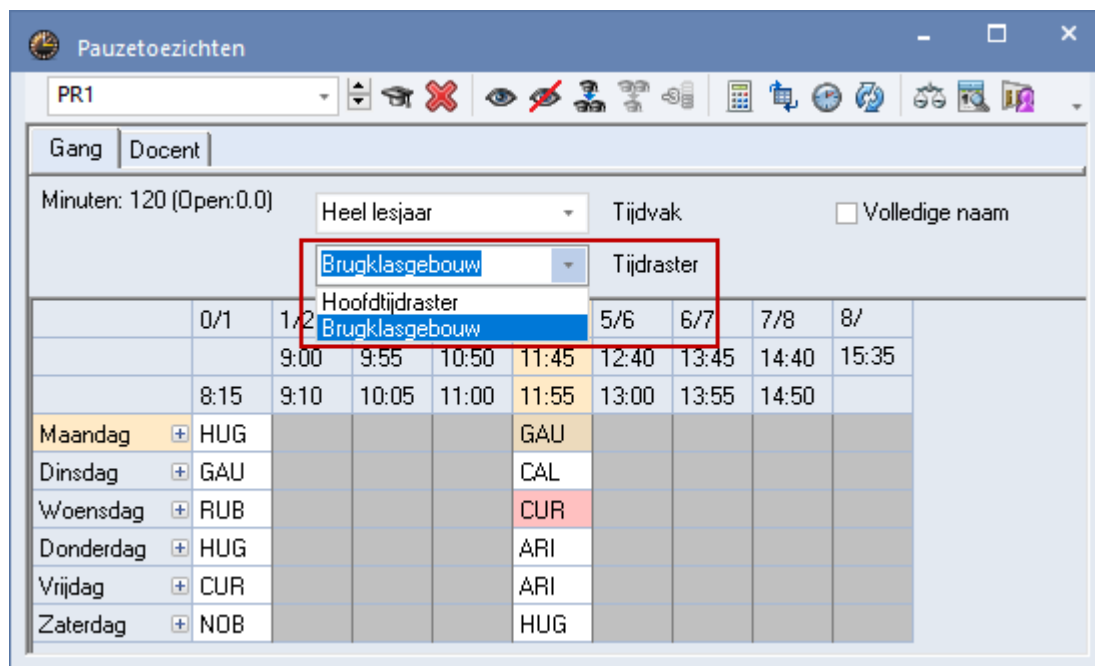 Pauzetoezichten
PR1
Gang Docent
Minuten: 120 (Open:0.0) Heel lesjaar Tijdvak Volledige naam
Brugklasgebouw Tijdraster
Hoofdtijdraster
Brugklasgebouw
0/1 1/2 5/6 6/7 7/8 8/
9:00 9:55 10:50 11:45 12:40 13:45 14:40 15:35
8:15 9:10 10:05 11:00 11:55 13:00 13:55 14:50
Maandag HUG GAU
Dinsdag GAU CAL
Woensdag RUB CUR
Donderdag HUG ARI
Vrijdag CUR ARI
Zaterdag NOB HUG